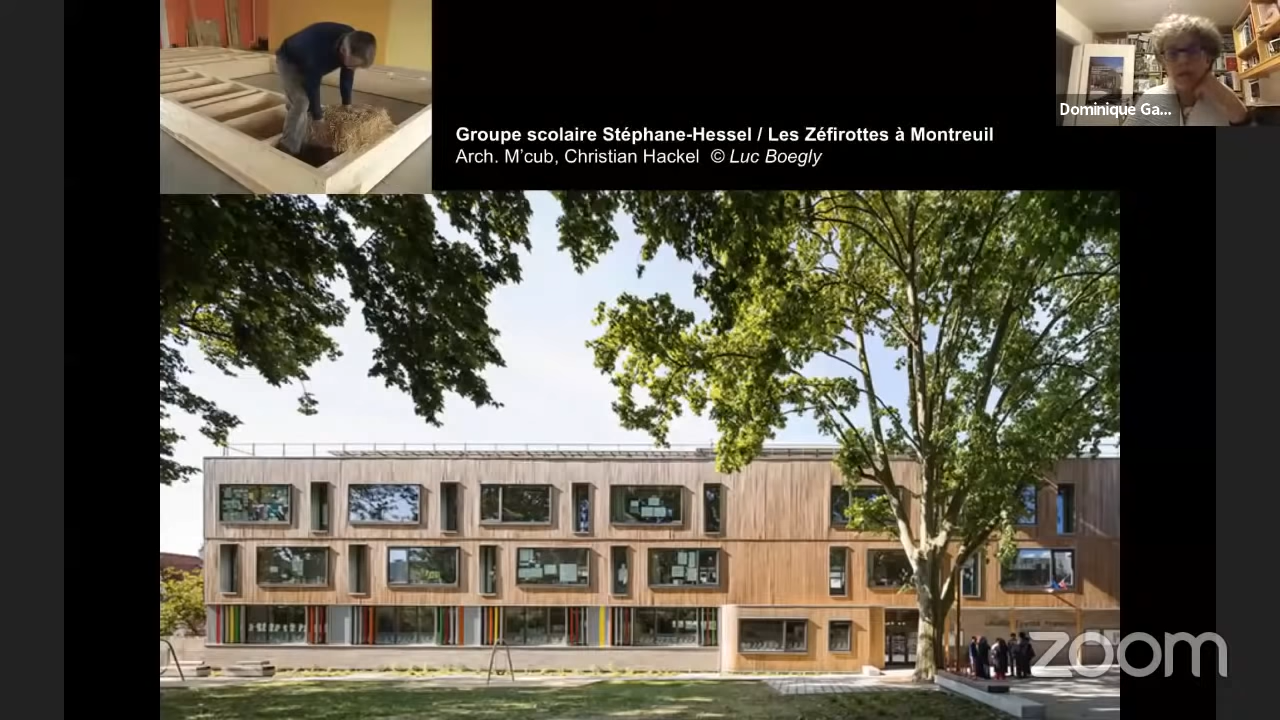 Groupe scolaire Stéphane-Hessel / Les Zéfirottes à Montreuil
Arch. M'cub, Christian Hackel © Luc Boegly
Dominique Ga...
zoom